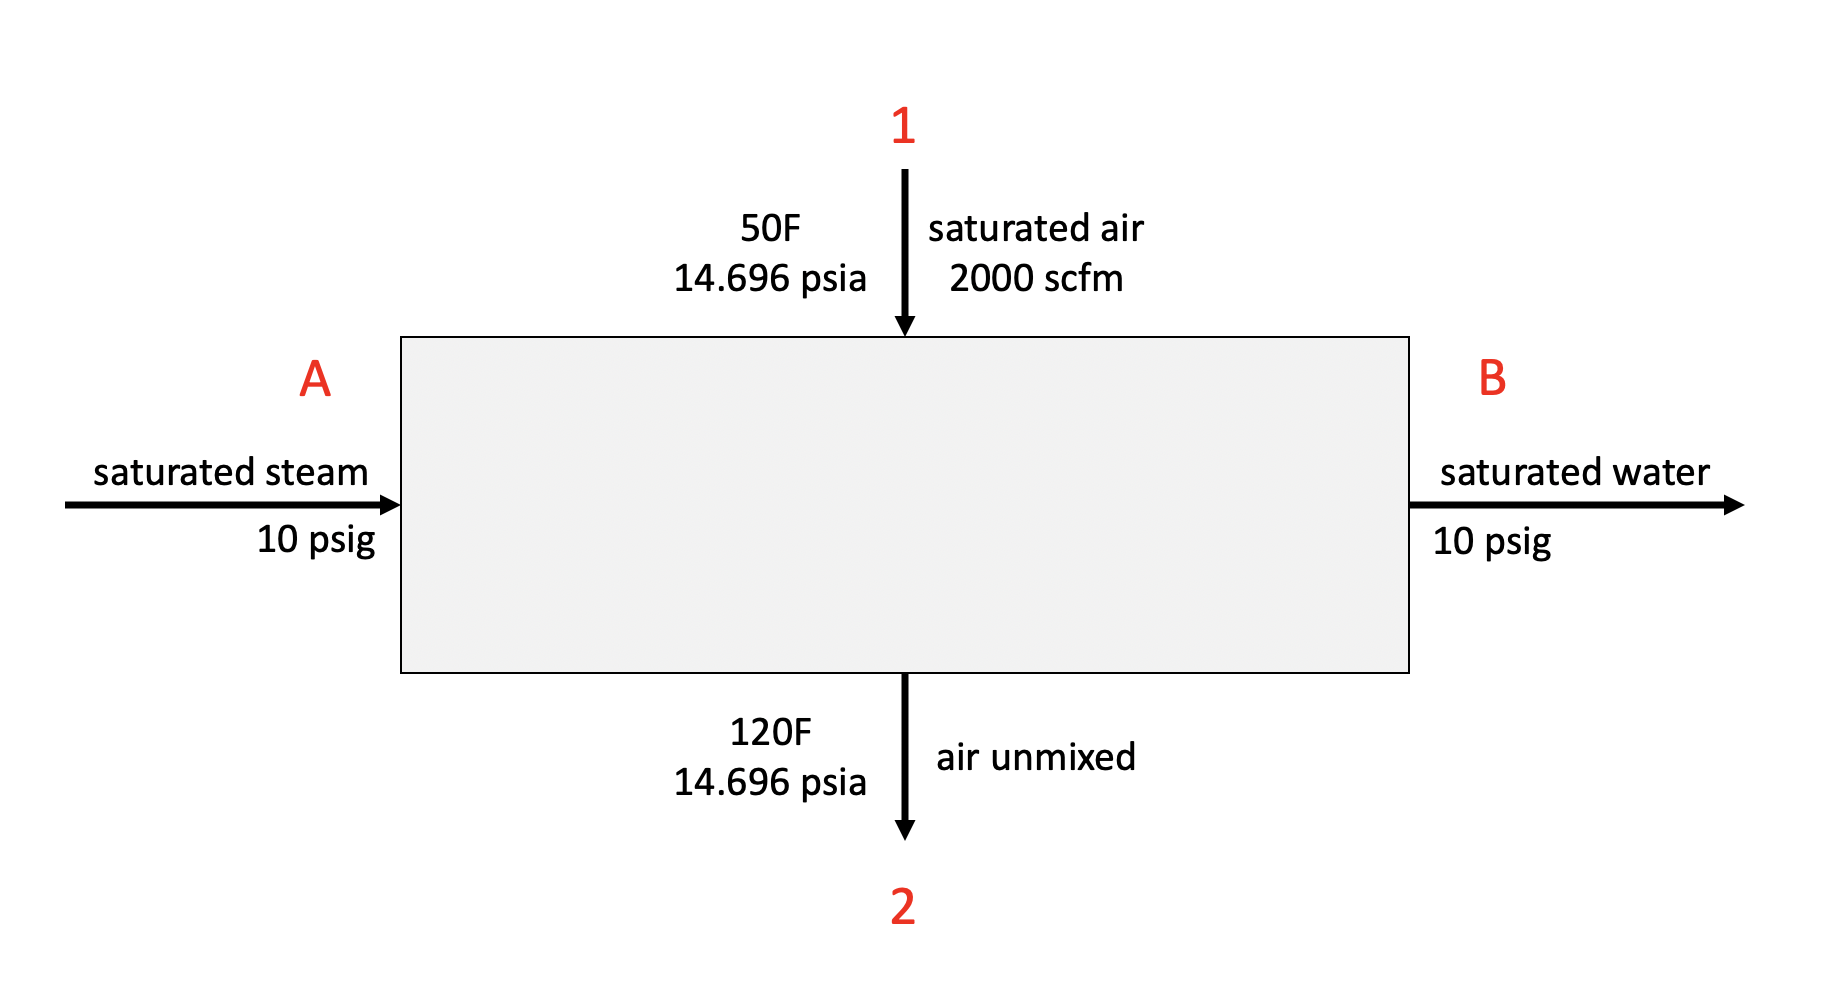 1
50F
14.696 psia
saturated air
2000 scfm
A
B
saturated steam
10 psig
saturated water
10 psig
120F
14.696 psia
air unmixed
2